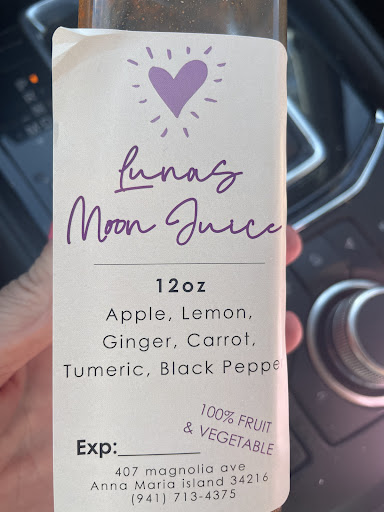 Lunas
Moon Juice
12oz
Apple, Lemon,
Ginger, Carrot,
Tumeric, Black Peppe
100% FRUIT
& VEGETABLE
Exp:________
407 magnolia ave
Anna Maria island 34216
(941) 713-4375